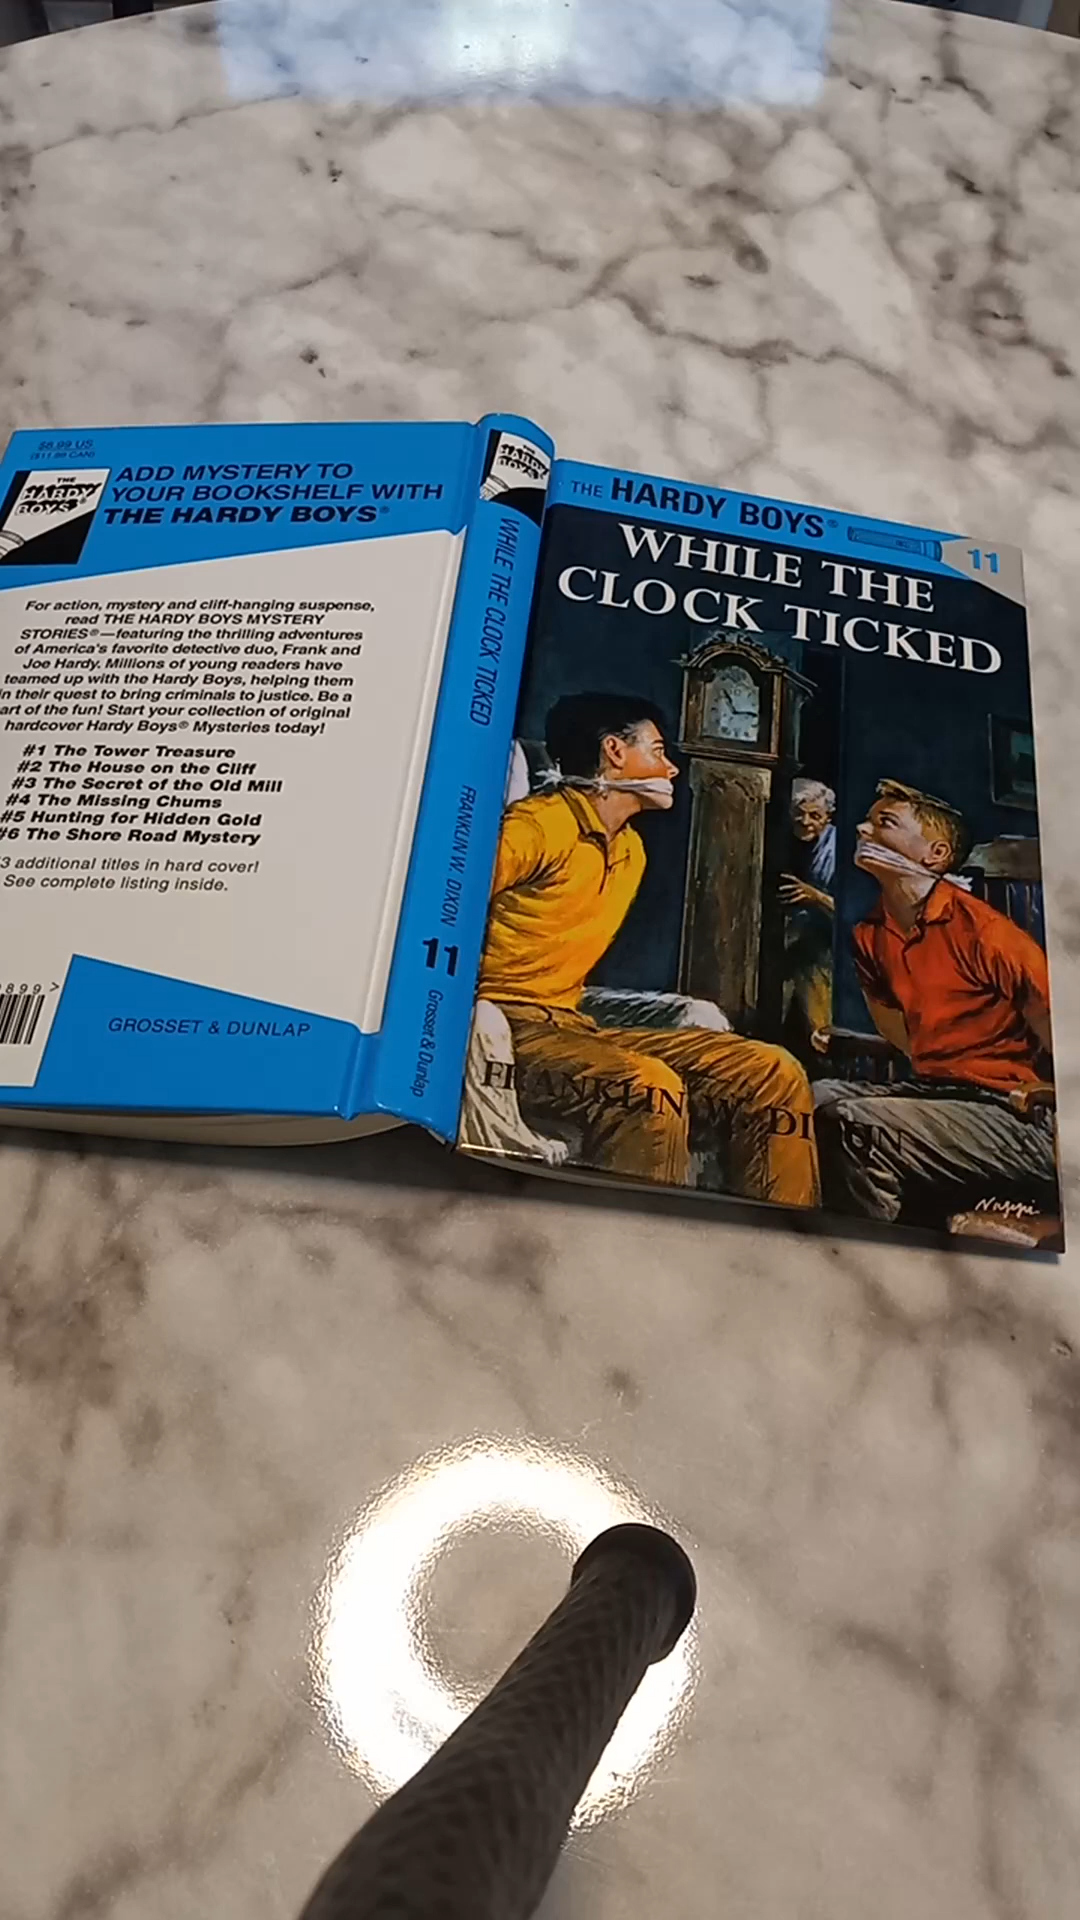 $8.99 US
($11.99 CAN)
THE
HARDY
BOYS®
ADD MYSTERY TO
YOUR BOOKSHELF WITH
THE HARDY BOYS®
For action, mystery and cliff-hanging suspense,
read THE HARDY BOYS MYSTERY
STORIES®—featuring the thrilling adventures
of America's favorite detective duo, Frank and
Joe Hardy. Millions of young readers have
teamed up with the Hardy Boys, helping them
in their quest to bring criminals to justice. Be a
art of the fun! Start your collection of original
hardcover Hardy Boys® Mysteries today!
#1 The Tower Treasure
#2 The House on the Cliff
#3 The Secret of the Old Mill
#4 The Missing Chums
#5 Hunting for Hidden Gold
#6 The Shore Road Mystery
3 additional titles in hard cover!
See complete listing inside.
899>
GROSSET & DUNLAP
THE
HARDY
BOYS®
WHILE THE CLOCK TICKED
FRANKLIN W. DIXON
11
Grosset & Dunlap
THE HARDY BOYS®
11
WHILE THE
CLOCK TICKED
FRANKLIN W. DIXON
Nappi